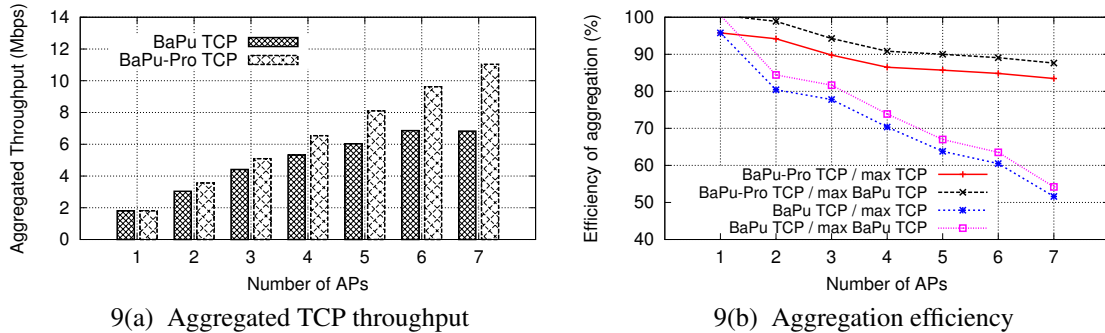 Aggregated Throughput (Mbps)
14
12
10
8
6
4
2
0
BaPu TCP
BaPu-Pro TCP
1 2 3 4 5 6 7
Number of APs
9(a) Aggregated TCP throughput
Efficiency of aggregation (%)
100
90
80
70
60
50
40
BaPu-Pro TCP / max TCP
BaPu-Pro TCP / max BaPu TCP
BaPu TCP / max TCP
BaPu TCP / max BaPu TCP
1 2 3 4 5 6 7
Number of APs
9(b) Aggregation efficiency